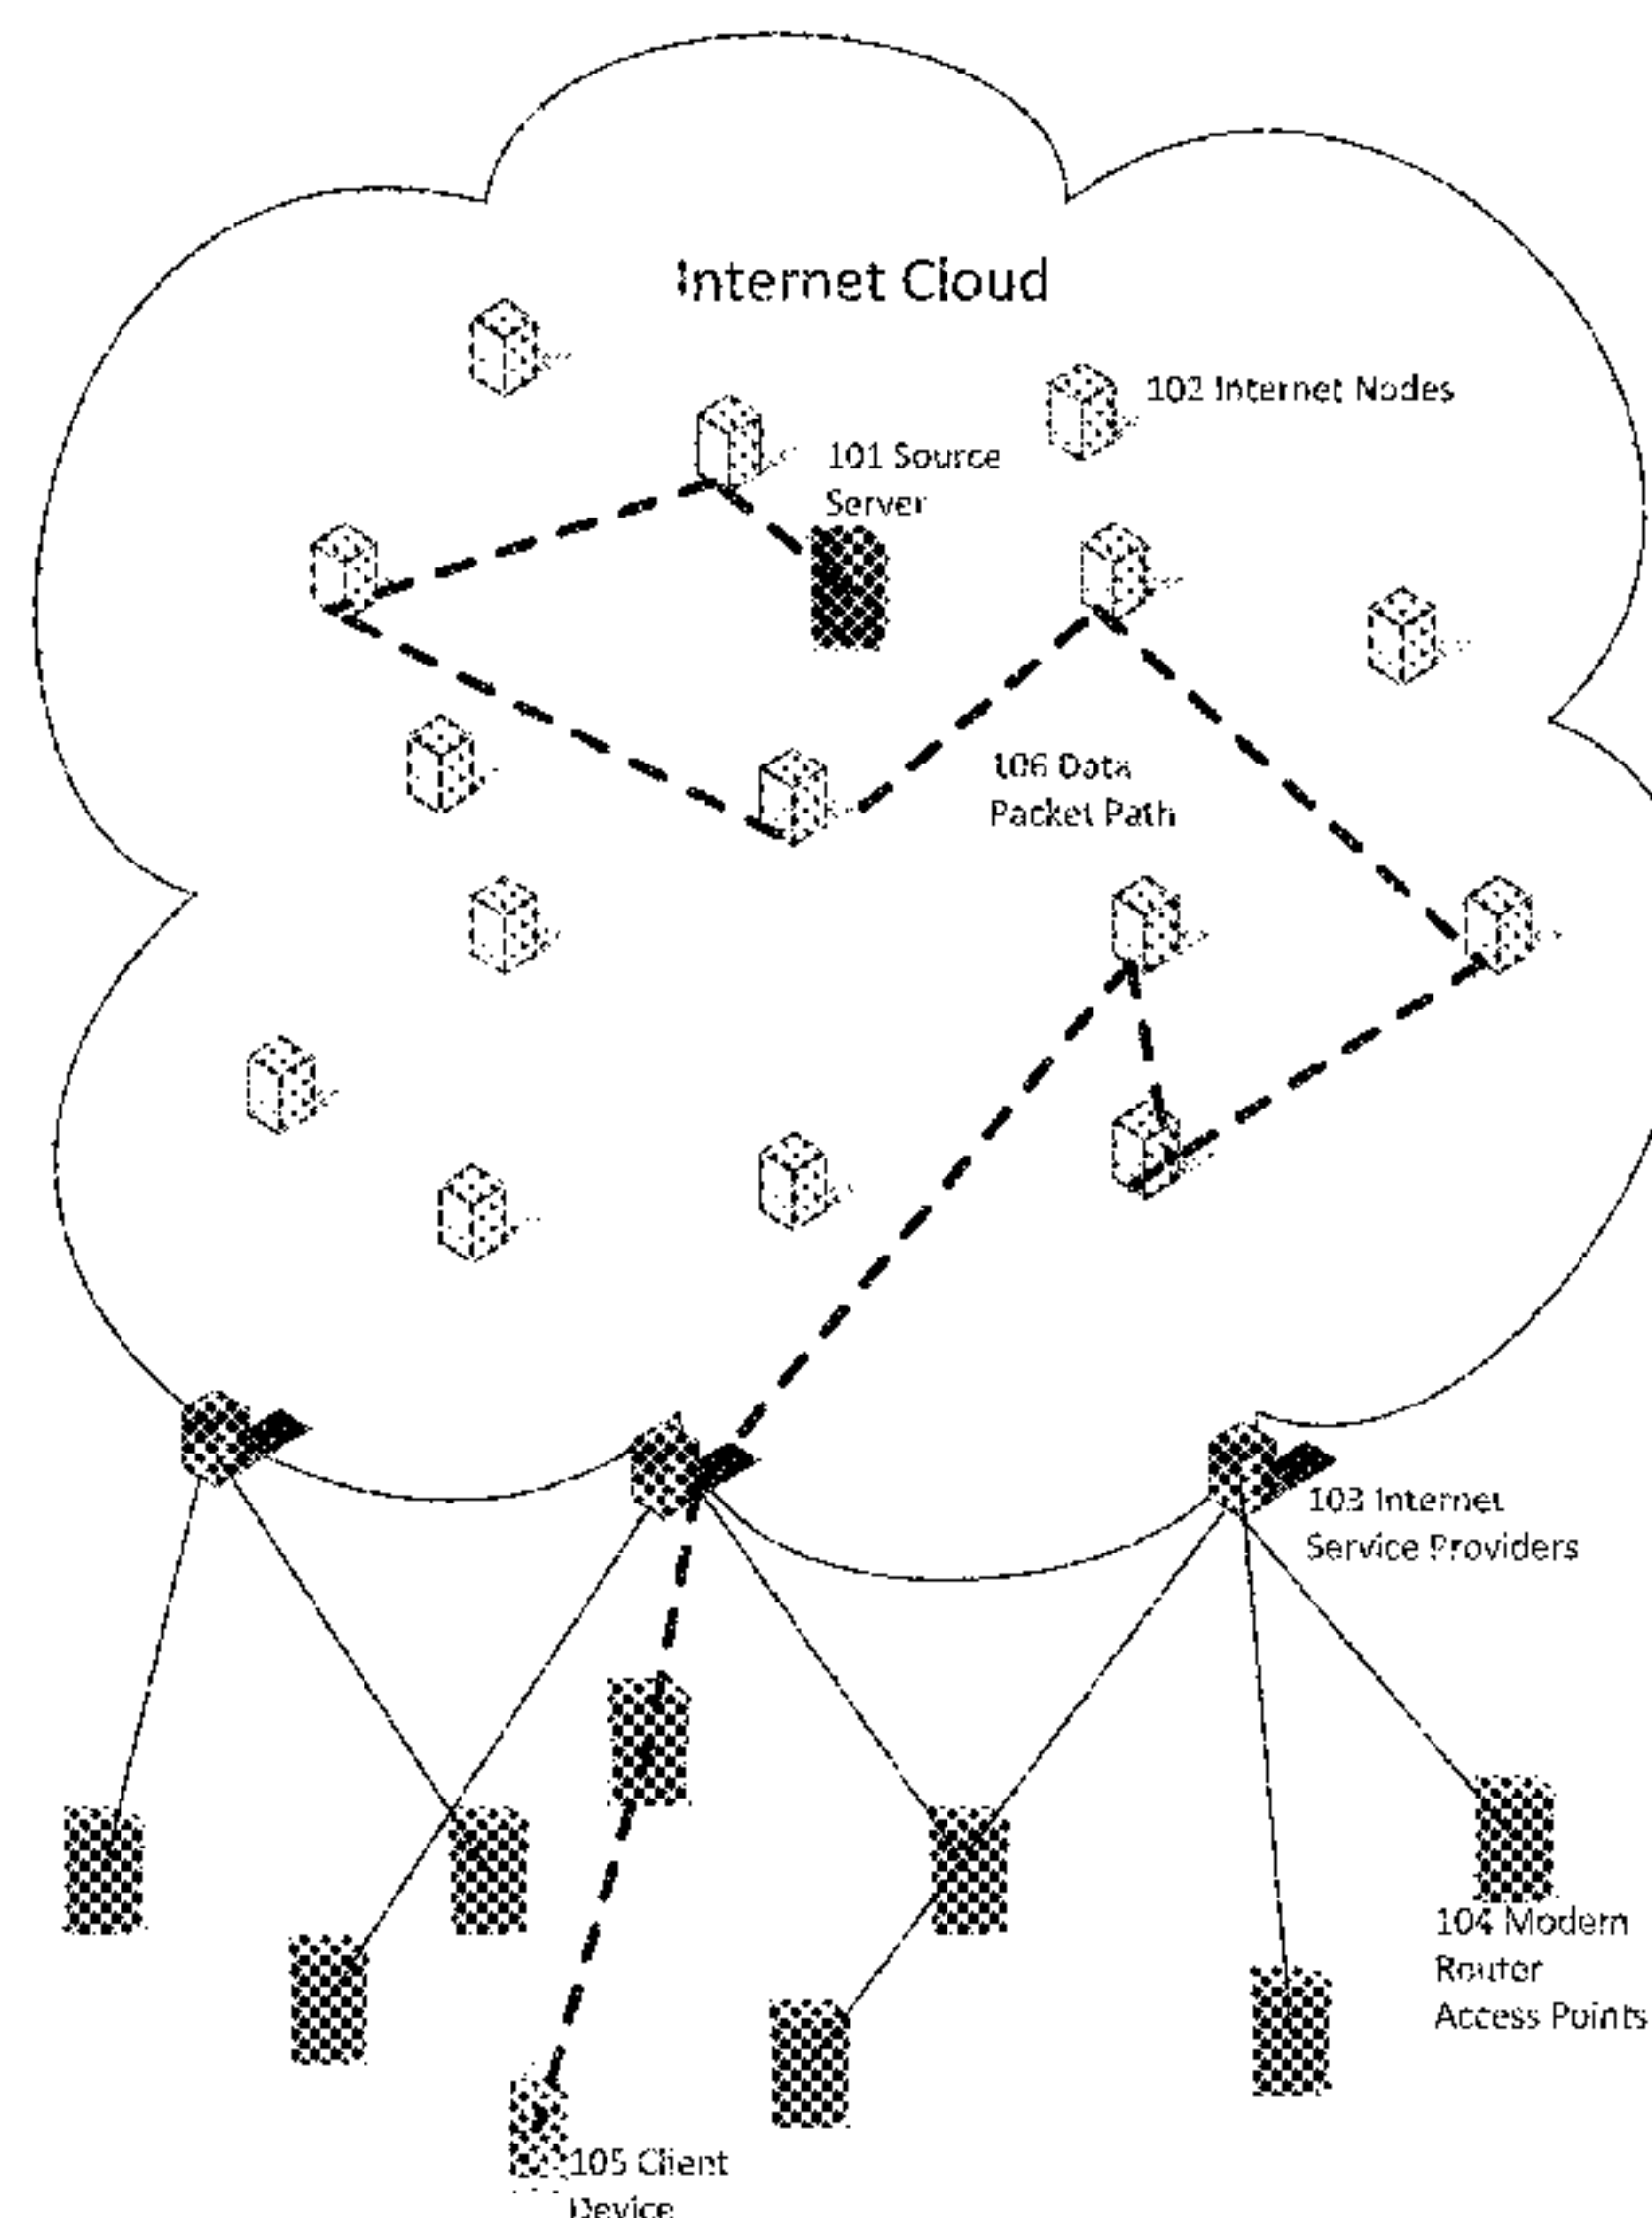 Internet Cloud
102 Internet Nodes
101 Source
Server
106 Data
Packet Path
103 Internet
Service Providers
104 Modem
Router
Access Points
105 Client
Device